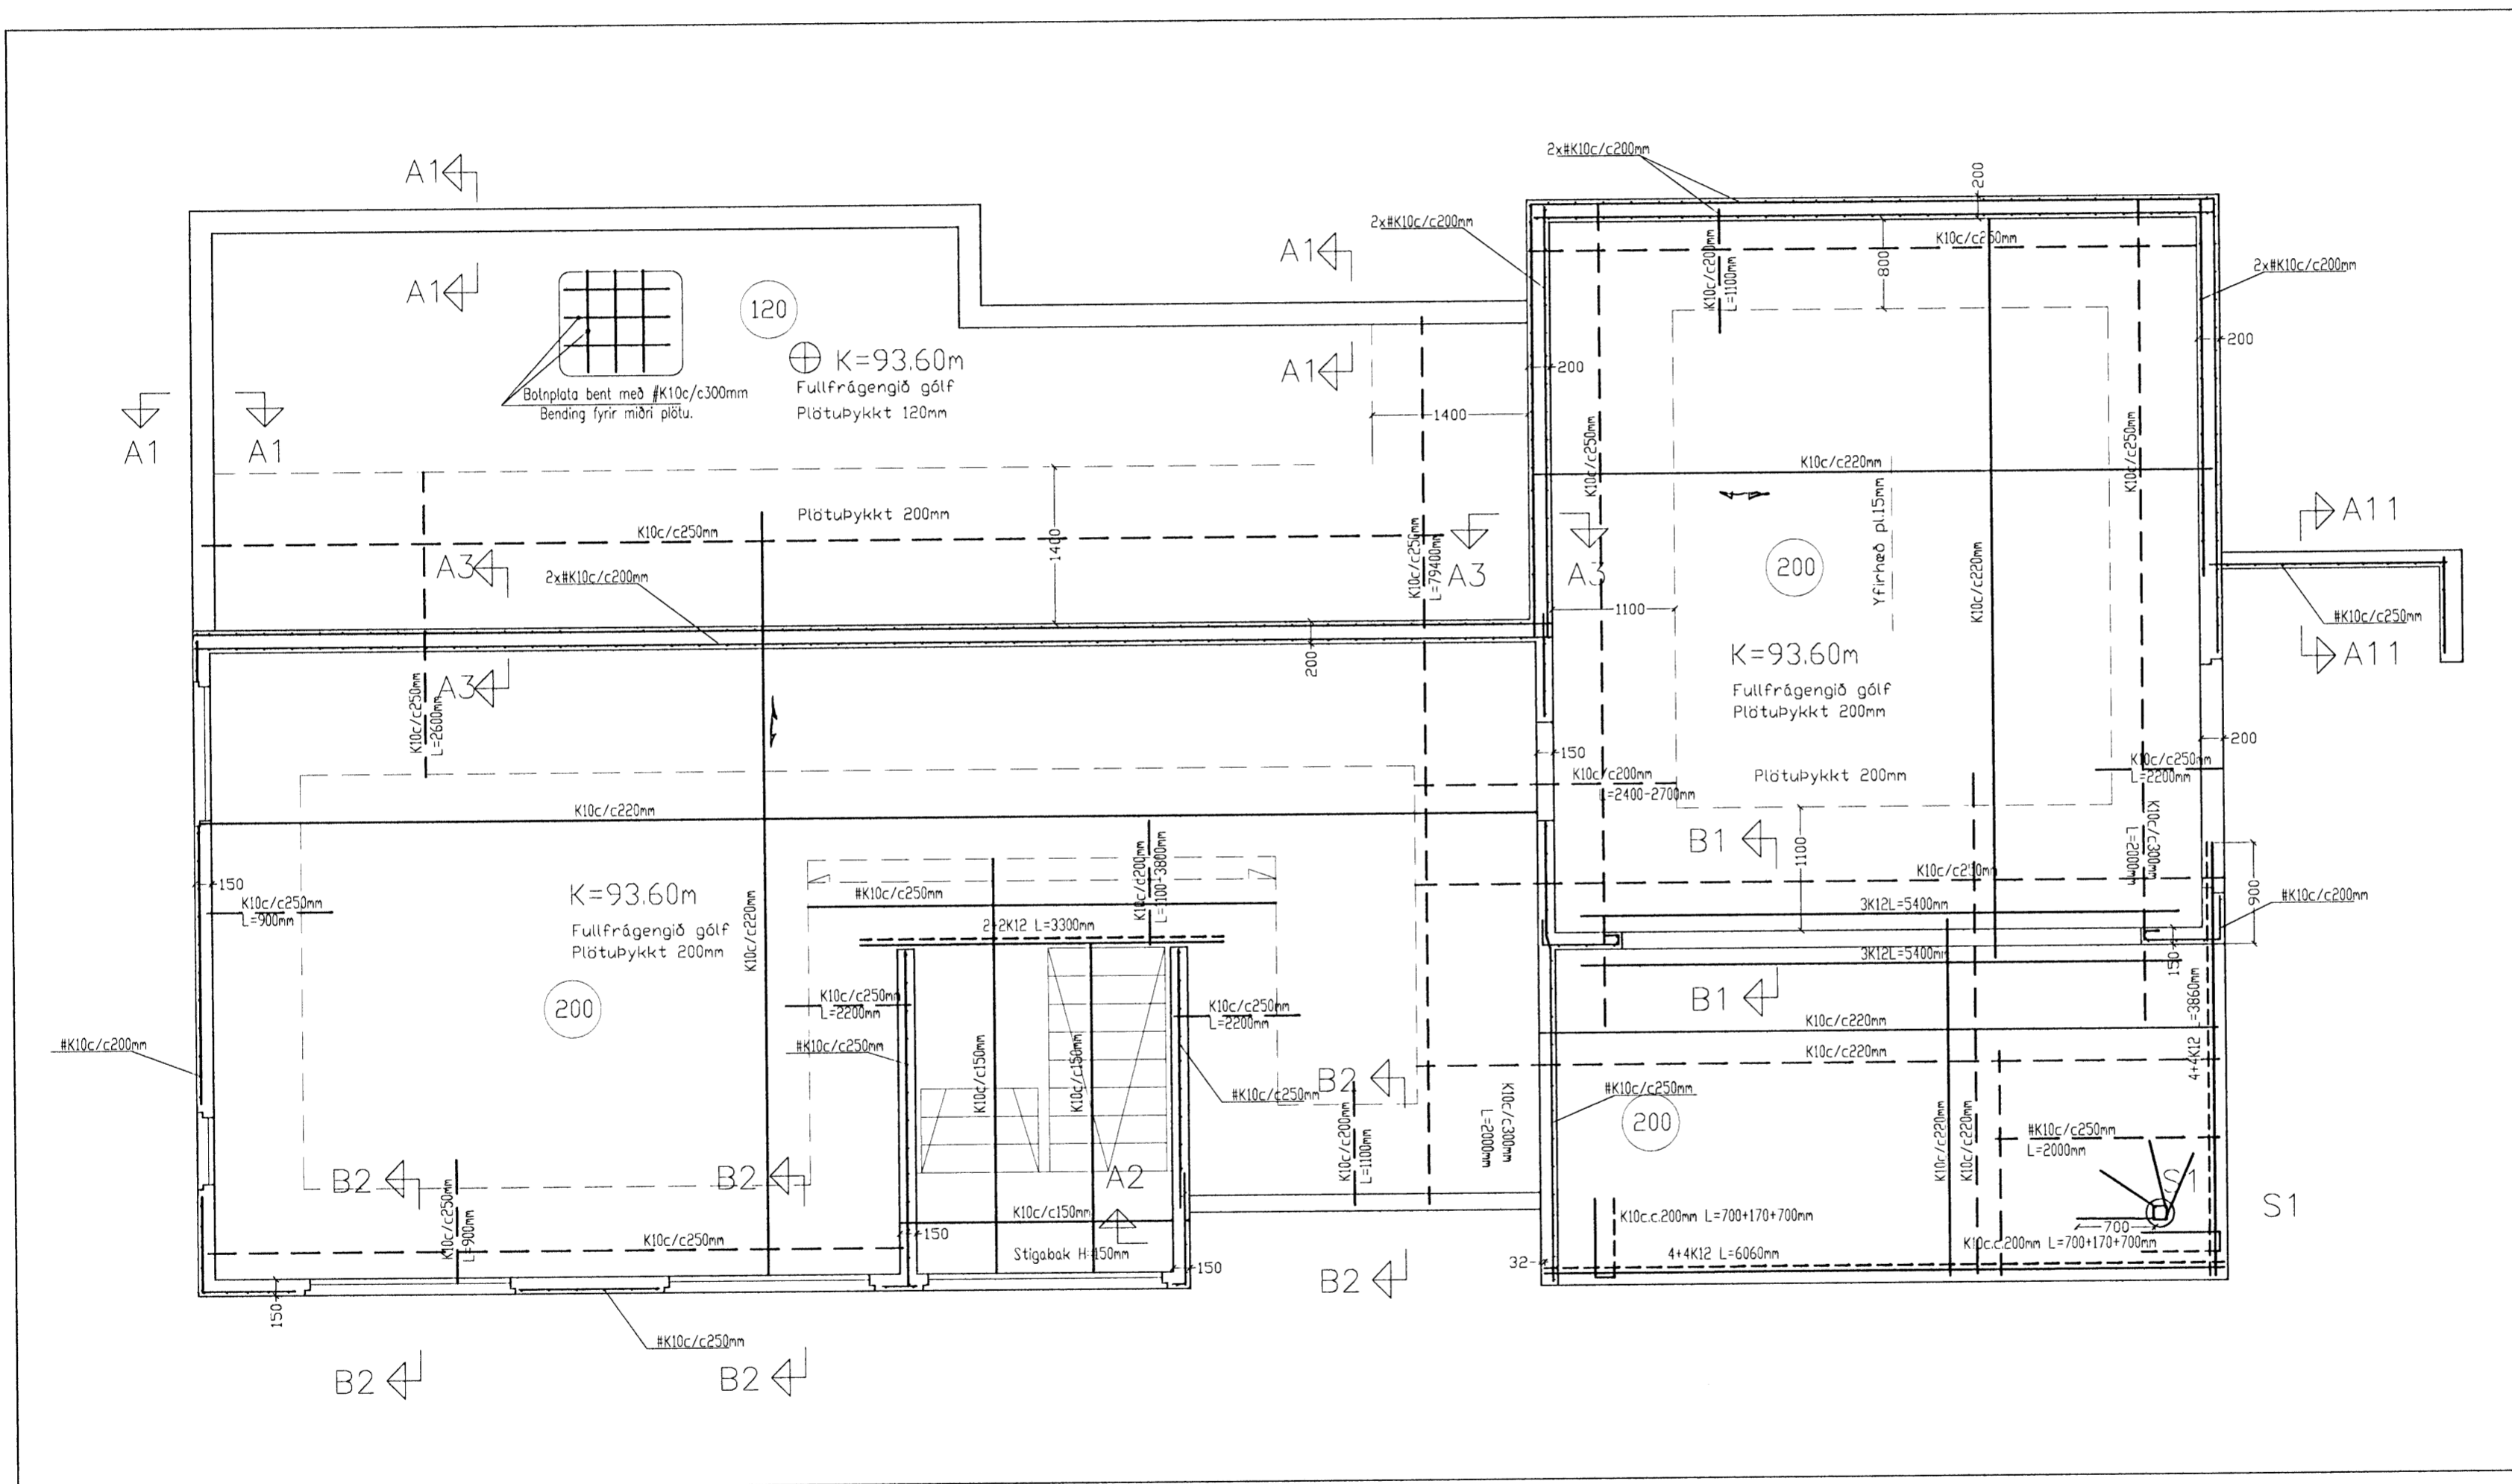 A1
2x#K10c/c200mm
200
2x#K10c/c200mm
A1
K10c/c250mm
K10c/c200mm
L=1100mm
800
2x#K10c/c200mm
A1
120
K=93.60m
Fullfrágengið gólf
Plötuþykkt 120mm
Botnplata bent með #K10c/c300mm
Bending fyrir miðri plötu.
A1
200
200
1400
A1
A1
K10c/c250mm
K10c/c250mm
K10c/c220mm
Yfirhæð pl.15mm
Plötuþykkt 200mm
K10c/c250mm
1400
A3
2x#K10c/c200mm
K10c/c250mm
L=79400mm
A3
A3
200
A11
K10c/c220mm
1100
#K10c/c250mm
A11
200
K=93.60m
Fullfrágengið gólf
Plötuþykkt 200mm
A3
K10c/c250mm
L=2600mm
150
200
K10c/c200mm
L=2400-2700mm
Plötuþykkt 200mm
K10c/c250mm
L=2200mm
K10c/c220mm
K10c/c300mm
L=2000mm
B1
1100
K10c/c200mm
L=1100-3800mm
150
K10c/c250mm
L=900mm
K=93.60m
Fullfrágengið gólf
Plötuþykkt 200mm
K10c/c220mm
#K10c/c250mm
K10c/c250mm
#K10c/c200mm
900
3K12L=5400mm
2+2K12 L=3300mm
3K12L=5400mm
150
200
K10c/c250mm
L=2200mm
K10c/c250mm
L=2200mm
B1
4+4K12 L=3860mm
K10c/c220mm
#K10c/c200mm
#K10c/c250mm
K10c/c220mm
K10c/c150mm
K10c/c150mm
#K10c/c250mm
B2
#K10c/c250mm
200
K10c/c200mm
L=1100mm
K10c/c300mm
L=2000mm
K10c/c220mm
K10c/c220mm
#K10c/c250mm
L=2000mm
B2
B2
A2
S1
S1
K10c/c250mm
L=900mm
K10c/c150mm
K10c.c.200mm L=700+170+700mm
700
K10c/c250mm
150
Stigabak H=150mm
K10c.c.200mm L=700+170+700mm
4+4K12 L=6060mm
150
32
B2
150
#K10c/c250mm
B2
B2